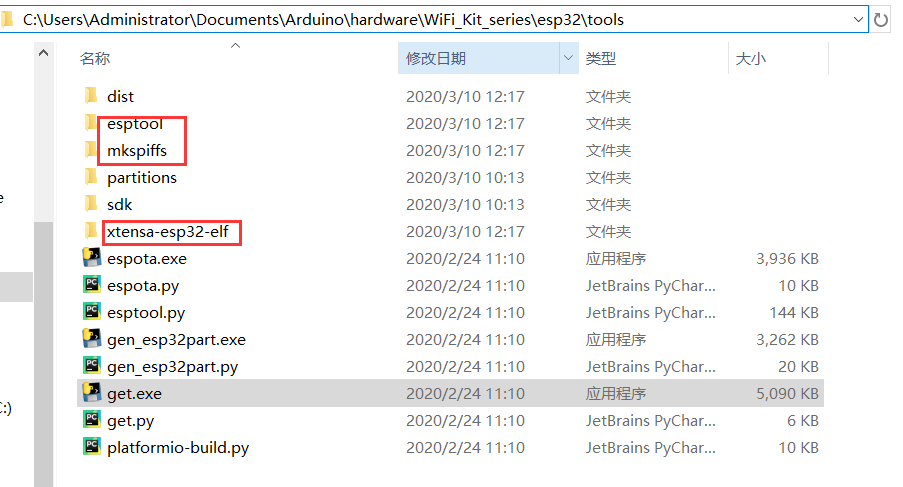 C:\Users\Administrator\Documents\Arduino\hardware\WiFi_Kit_series\esp32\tools
名称 修改日期 类型 大小
dist 2020/3/10 12:17 文件夹
esptool 2020/3/10 12:17 文件夹
mkspiffs 2020/3/10 12:17 文件夹
partitions 2020/3/10 10:13 文件夹
e
sdk 2020/3/10 10:13 文件夹
xtensa-esp32-elf 2020/3/10 12:17 文件夹
espota.exe 2020/2/24 11:10 应用程序 3,936 KB
espota.py 2020/2/24 11:10 JetBrains PyChar... 10 KB
esptool.py 2020/2/24 11:10 JetBrains PyChar... 144 KB
gen_esp32part.exe 2020/2/24 11:10 应用程序 3,262 KB
gen_esp32part.py 2020/2/24 11:10 JetBrains PyChar... 20 KB
get.exe 2020/2/24 11:10 应用程序 5,090 KB
C:)
get.py 2020/2/24 11:10 JetBrains PyChar... 6 KB
platformio-build.py 2020/2/24 11:10 JetBrains PyChar... 10 KB